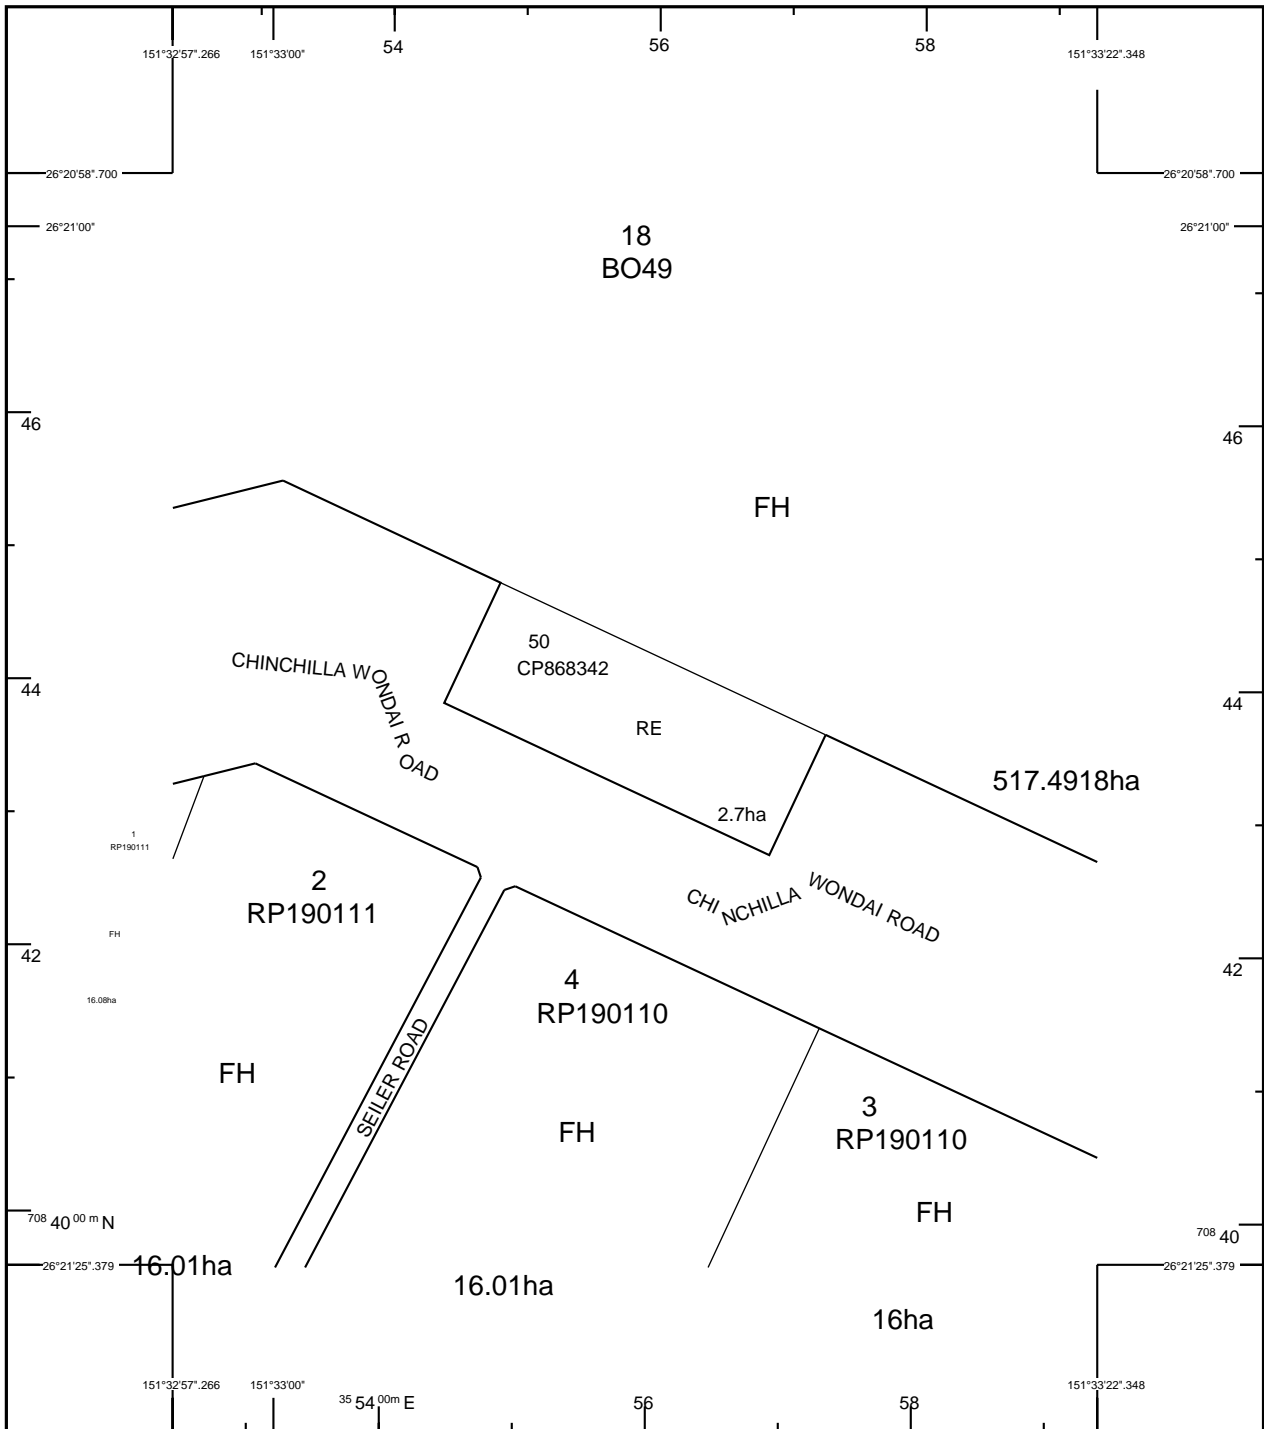 54
56
58
151°32'57".266
151°33'00"
151°33'22".348
26°20'58".700
26°20'58".700
26°21'00"
26°21'00"
18
BO49
46
46
FH
50
CP868342
CHINCHILLA WONDAI ROAD
44
44
RE
517.4918ha
2.7ha
1
RP190111
2
RP190111
CHINCHILLA WONDAI ROAD
FH
42
42
4
RP190110
16.08ha
SEILER ROAD
FH
3
RP190110
FH
FH
708 40 00 m N
708 40
26°21'25".379
16.01ha
26°21'25".379
16.01ha
16ha
151°32'57".266
151°33'00"
151°33'22".348
35 54 00m E
56
58